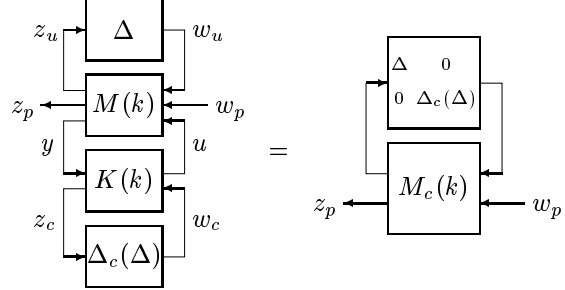 z_u Δ w_u
z_p M(k) w_p
y u
K(k)
z_c w_c
Δ_c(Δ)
=
Δ 0
0 Δ_c(Δ)
M_c(k)
z_p w_p